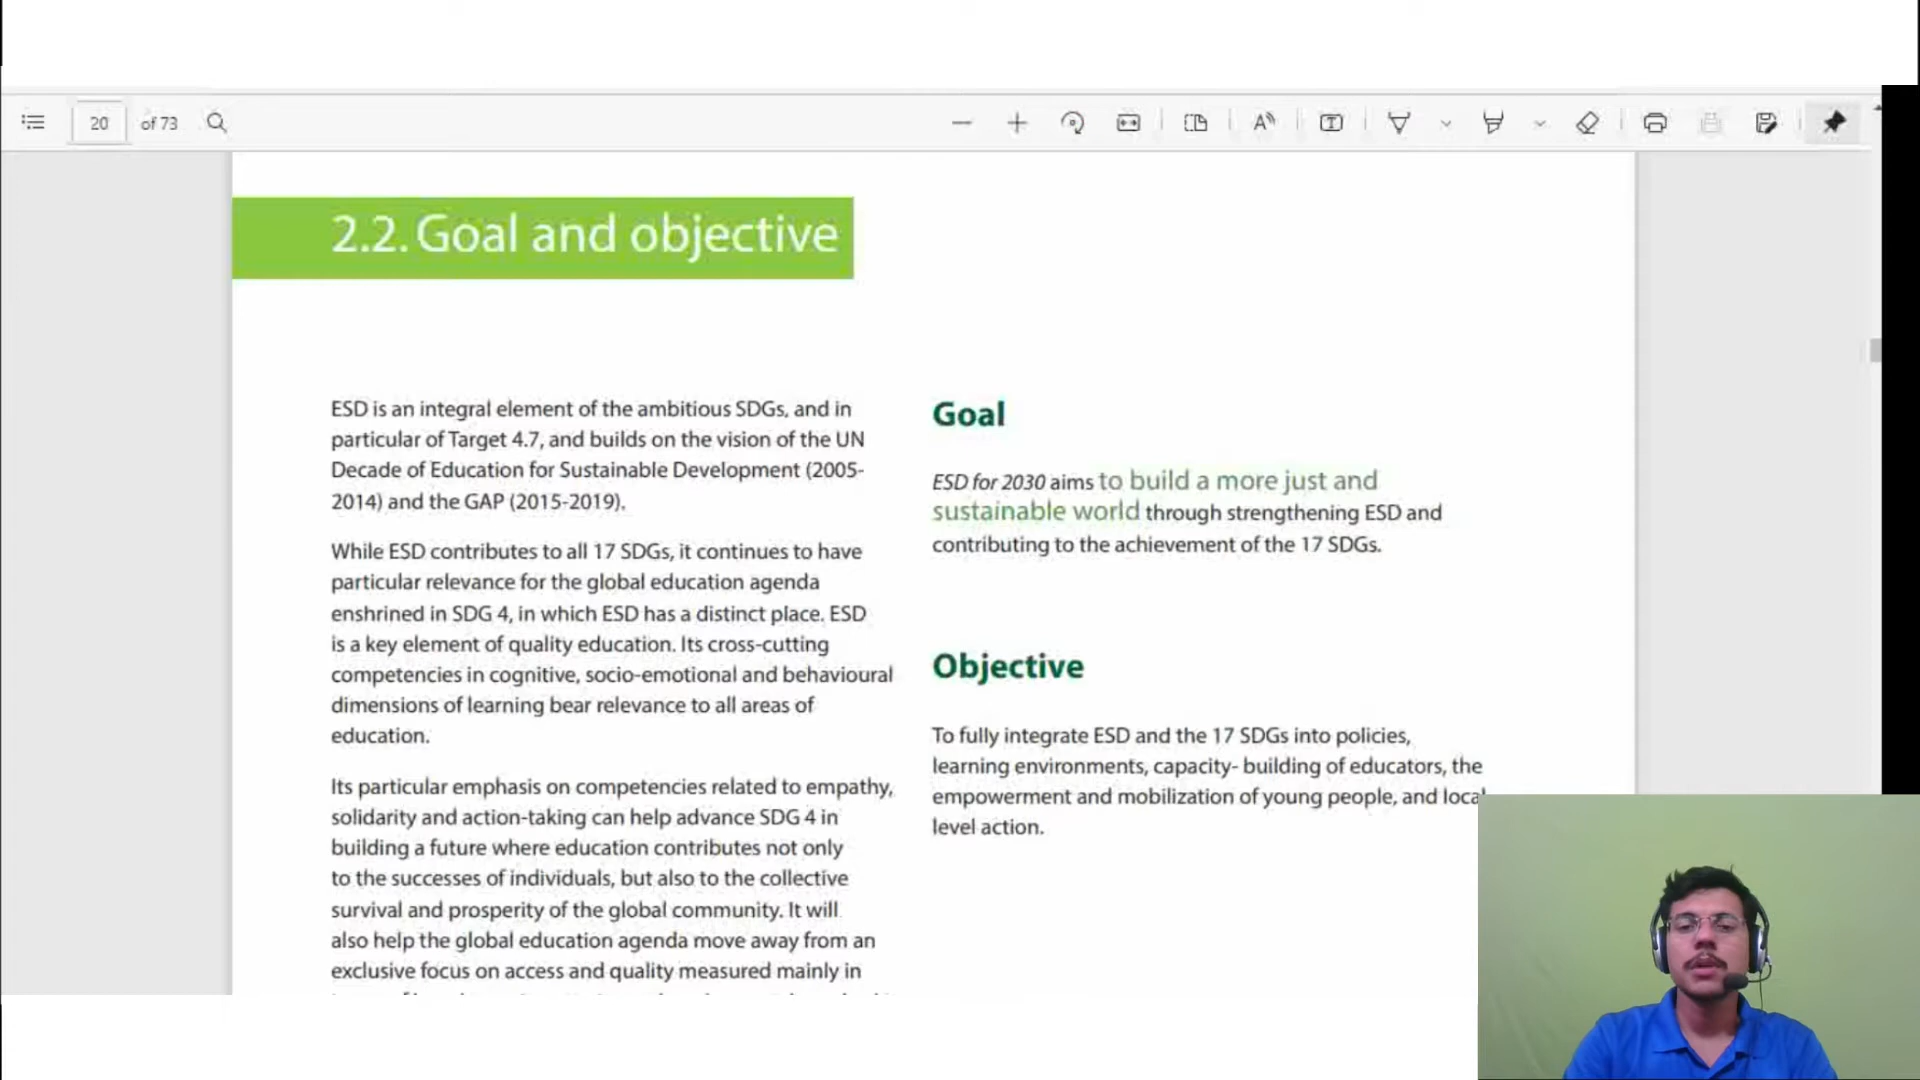 20 of 73
2.2. Goal and objective
ESD is an integral element of the ambitious SDGs, and in
particular of Target 4.7, and builds on the vision of the UN
Decade of Education for Sustainable Development (2005-
2014) and the GAP (2015-2019).
While ESD contributes to all 17 SDGs, it continues to have
particular relevance for the global education agenda
enshrined in SDG 4, in which ESD has a distinct place. ESD
is a key element of quality education. Its cross-cutting
competencies in cognitive, socio-emotional and behavioural
dimensions of learning bear relevance to all areas of
education.
Its particular emphasis on competencies related to empathy,
solidarity and action-taking can help advance SDG 4 in
building a future where education contributes not only
to the successes of individuals, but also to the collective
survival and prosperity of the global community. It will
also help the global education agenda move away from an
exclusive focus on access and quality measured mainly in
Goal
ESD for 2030 aims to build a more just and
sustainable world through strengthening ESD and
contributing to the achievement of the 17 SDGs.
Objective
To fully integrate ESD and the 17 SDGs into policies,
learning environments, capacity- building of educators, the
empowerment and mobilization of young people, and local
level action.